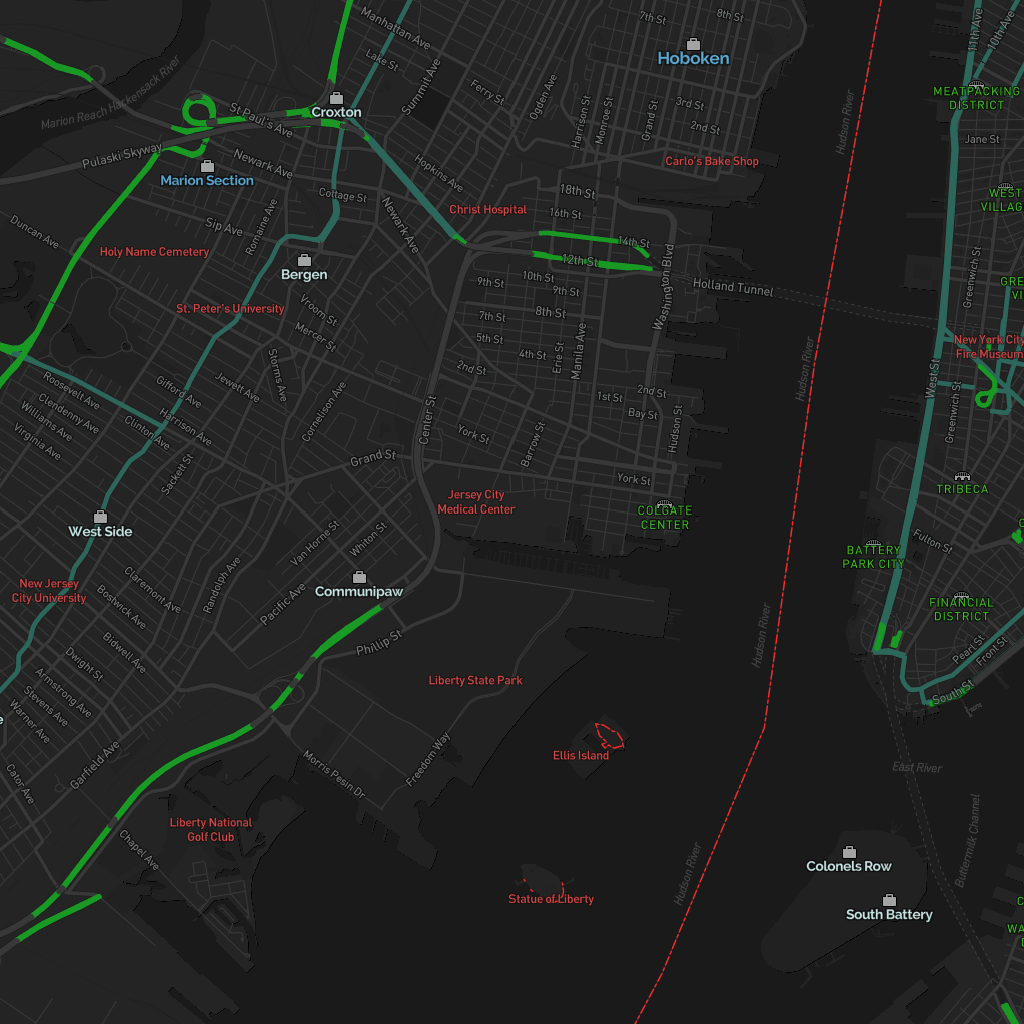 Manhattan Ave
7th St
8th St
11th Ave
10th Ave
Hoboken
Lake St
Summit Ave
Ferry St
Ogden Ave
Harrison St
Monroe St
Grand St
3rd St
2nd St
Marion Reach Hackensack River
Croxton
St Paul's Ave
Hudson River
MEATPACKING
DISTRICT
Jane St
Pulaski Skyway
Newark Ave
Marion Section
Hopkins Ave
Carlo's Bake Shop
Cottage St
18th St
16th St
14th St
12th St
WEST
VILLAG
Duncan Ave
Sip Ave
Romaine Ave
Newark Ave
Christ Hospital
Holy Name Cemetery
Bergen
10th St
9th St
9th St
Washington Blvd
Holland Tunnel
Greenwich St
GRE
VI
St. Peter's University
Vroom St
Mercer St
8th St
7th St
5th St
4th St
Erie St
Manila Ave
2nd St
Hudson River
New York City
Fire Museum
Roosevelt Ave
Clendenny Ave
Williams Ave
Virginia Ave
Clinton Ave
Gifford Ave
Harrison Ave
Jewett Ave
Storms Ave
Cornelison Ave
Center St
1st St
2nd St
Bay St
Hudson St
West St
Greenwich St
York St
Barrow St
Grand St
Sackett St
York St
Jersey City
Medical Center
COLGATE
CENTER
TRIBECA
West Side
Van Horne St
Whiton St
Fulton St
BATTERY
PARK CITY
New Jersey
City University
Claremont Ave
Bostwick Ave
Randolph Ave
Pacific Ave
Communipaw
FINANCIAL
DISTRICT
Bidwell Ave
Dwight St
Phillip St
Hudson River
Pearl St
Front St
South St
Armstrong Ave
Stevens Ave
Warner Ave
Liberty State Park
Garfield Ave
Cator Ave
Morris Pesin Dr
Freedom Way
Ellis Island
East River
Buttermilk Channel
Liberty National
Golf Club
Chapel Ave
Hudson River
Colonels Row
Statue of Liberty
South Battery
WA